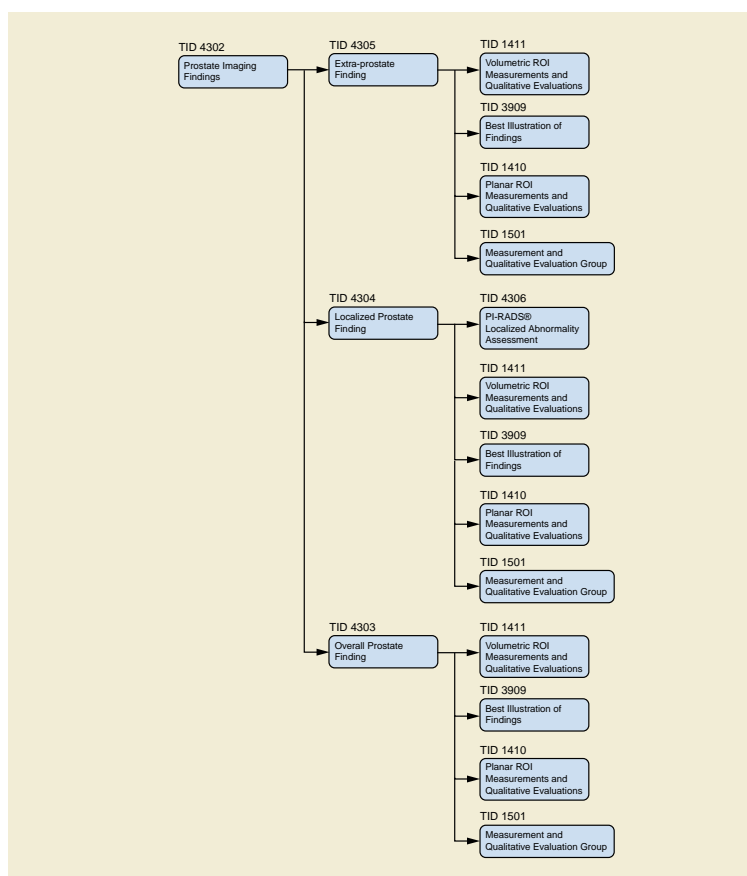 TID 4302
Prostate Imaging
Findings
TID 4305
Extra-prostate
Finding
TID 1411
Volumetric ROI
Measurements and
Qualitative Evaluations
TID 3909
Best Illustration of
Findings
TID 1410
Planar ROI
Measurements and
Qualitative Evaluations
TID 1501
Measurement and
Qualitative Evaluation Group
TID 4304
Localized Prostate
Finding
TID 4306
PI-RADS®
Localized Abnormality
Assessment
TID 1411
Volumetric ROI
Measurements and
Qualitative Evaluations
TID 3909
Best Illustration of
Findings
TID 1410
Planar ROI
Measurements and
Qualitative Evaluations
TID 1501
Measurement and
Qualitative Evaluation Group
TID 4303
Overall Prostate
Finding
TID 1411
Volumetric ROI
Measurements and
Qualitative Evaluations
TID 3909
Best Illustration of
Findings
TID 1410
Planar ROI
Measurements and
Qualitative Evaluations
TID 1501
Measurement and
Qualitative Evaluation Group